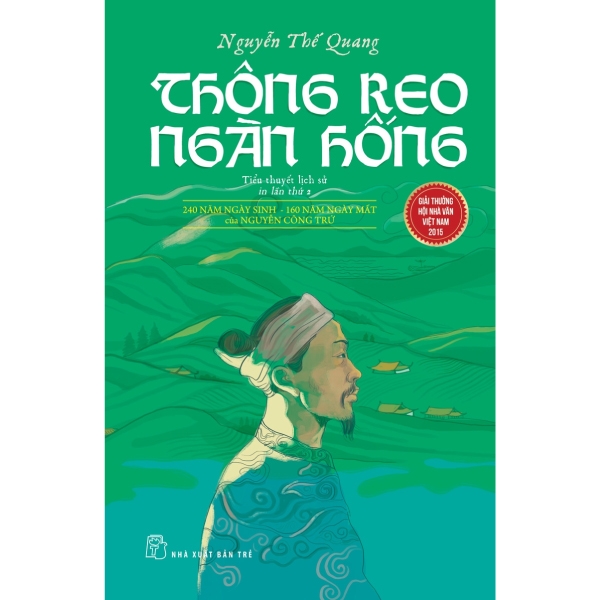 Nguyễn Thế Quang
THÔNG REO
NGÀN HỐNG
Tiểu thuyết lịch sử
in lần thứ 2
240 NĂM NGÀY SINH - 160 NĂM NGÀY MẤT
của NGUYỄN CÔNG TRỨ
GIẢI THƯỞNG
HỘI NHÀ VĂN
VIỆT NAM
2015
NHÀ XUẤT BẢN TRẺ